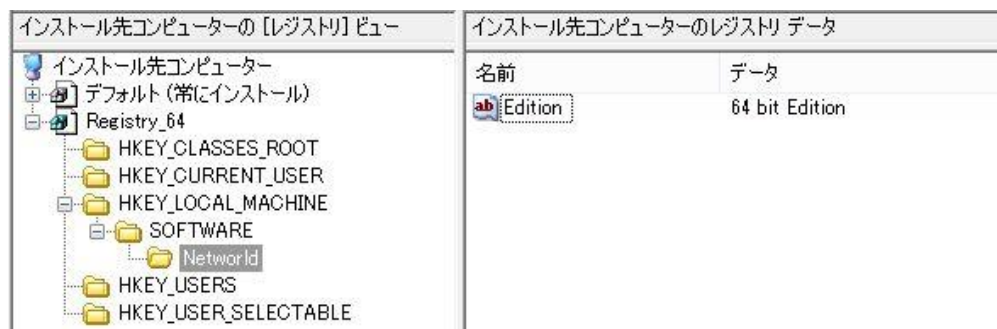 インストール先コンピューターの [レジストリ] ビュー
インストール先コンピューター
デフォルト (常にインストール)
Registry_64
HKEY_CLASSES_ROOT
HKEY_CURRENT_USER
HKEY_LOCAL_MACHINE
SOFTWARE
Networld
HKEY_USERS
HKEY_USER_SELECTABLE
インストール先コンピューターのレジストリ データ
名前 データ
ab Edition 64 bit Edition